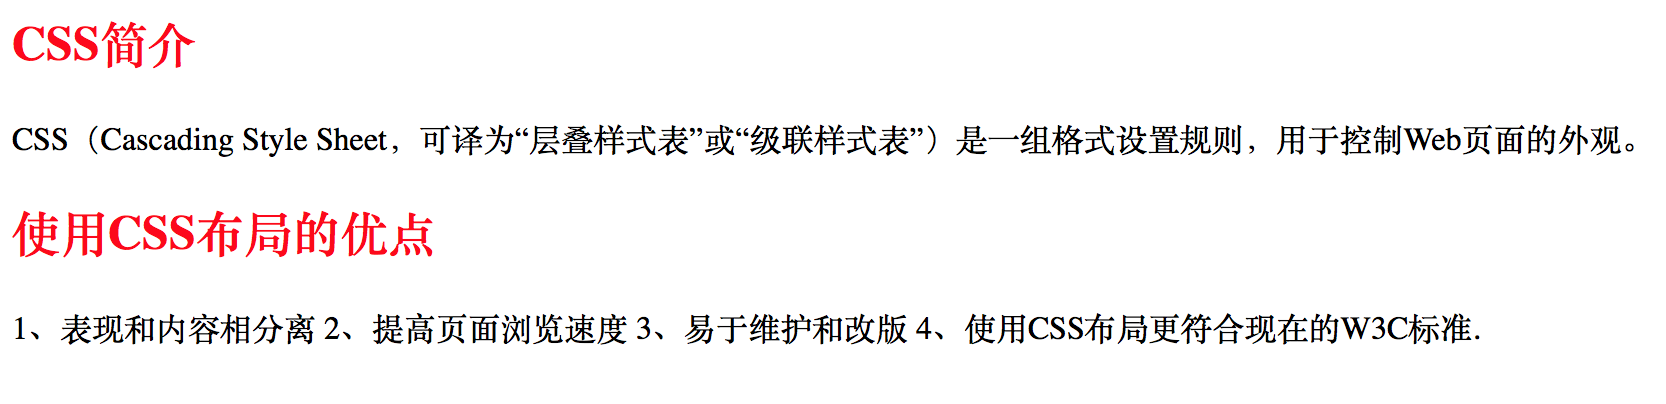 CSS简介
CSS（Cascading Style Sheet，可译为“层叠样式表”或“级联样式表”）是一组格式设置规则，用于控制Web页面的外观。
使用CSS布局的优点
1、表现和内容相分离 2、提高页面浏览速度 3、易于维护和改版 4、使用CSS布局更符合现在的W3C标准.